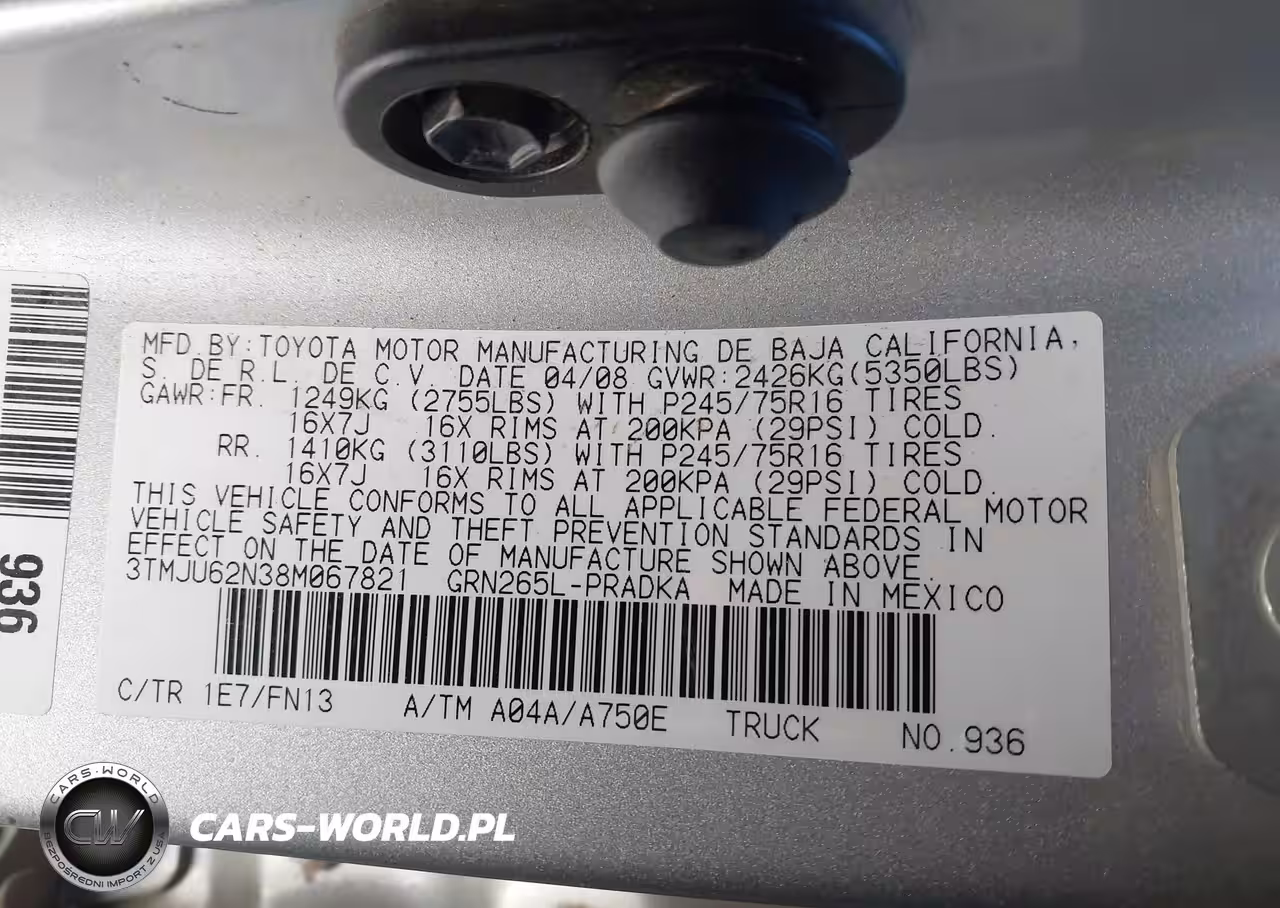 MFD BY:TOYOTA MOTOR MANUFACTURING DE BAJA CALIFORNIA,
S. DE R.L. DE C.V. DATE 04/08 GVWR:2426KG(5350LBS)
GAWR:FR. 1249KG (2755LBS) WITH P245/75R16 TIRES
16X7J 16X RIMS AT 200KPA (29PSI) COLD.
RR. 1410KG (3110LBS) WITH P245/75R16 TIRES
16X7J 16X RIMS AT 200KPA (29PSI) COLD.
THIS VEHICLE CONFORMS TO ALL APPLICABLE FEDERAL MOTOR
VEHICLE SAFETY AND THEFT PREVENTION STANDARDS IN
EFFECT ON THE DATE OF MANUFACTURE SHOWN ABOVE.
3TMJU62N38M067821 GRN265L-PRADKA MADE IN MEXICO
C/TR 1E7/FN13 A/TM A04A/A750E TRUCK NO.936
936
CARS-WORLD
CW
BEZPOŚREDNI IMPORT Z USA
CARS-WORLD.PL